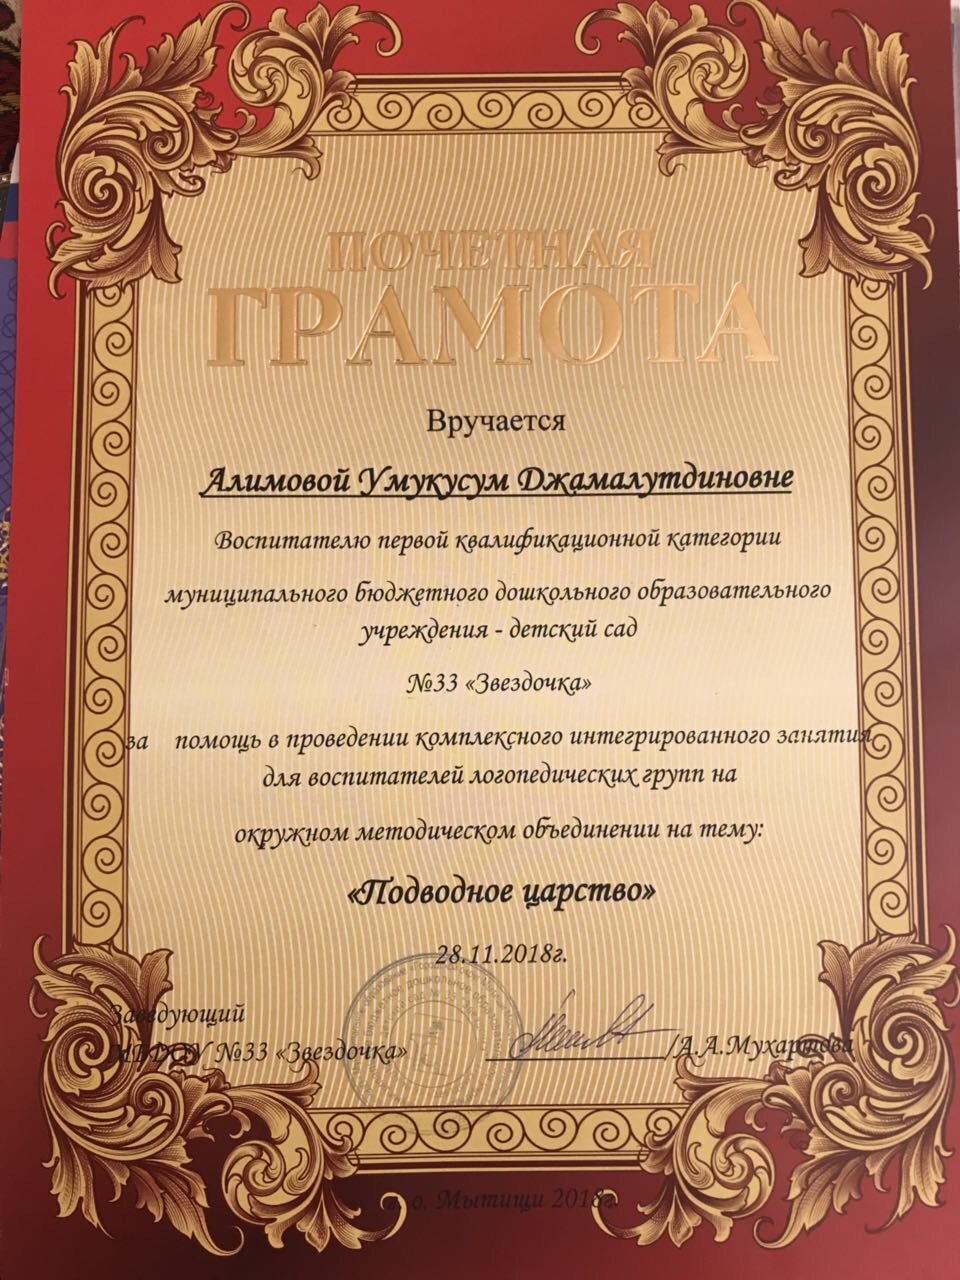 ПОЧЕТНАЯ
ГРАМОТА
Вручается
Алимовой Умукусум Джамалутдиновне
Воспитателю первой квалификационной категории
муниципального бюджетного дошкольного образовательного
учреждения - детский сад
№33 «Звездочка»
за помощь в проведении комплексного интегрированного занятия
для воспитателей логопедических групп на
окружном методическом объединении на тему:
«Подводное царство»
28.11.2018г.
Заведующий
МБДОУ №33 «Звездочка» /А.А.Мухартова
г. о. Мытищи 2018г.